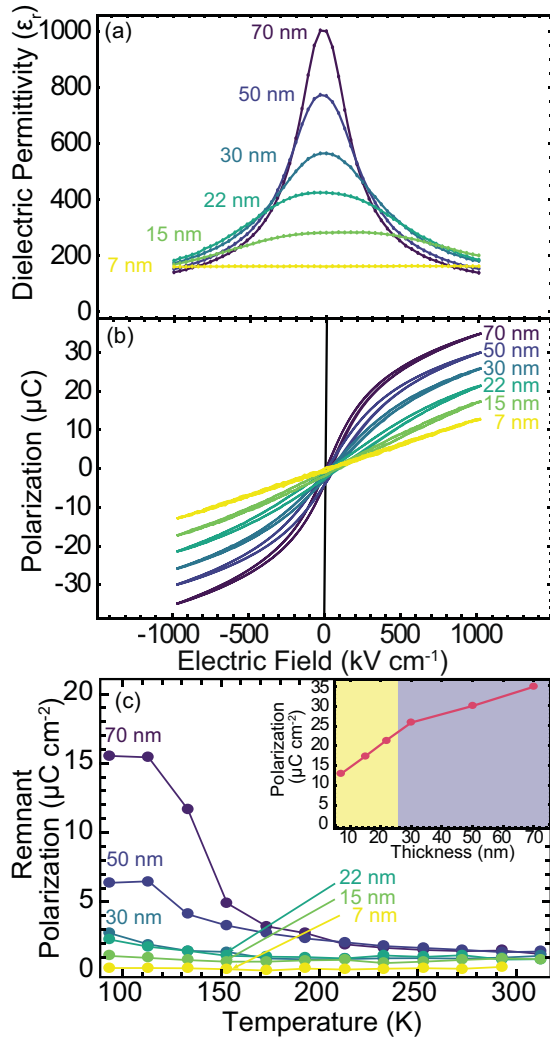 (a)
Dielectric Permittivity (εr)
1000
800
600
400
200
0
70 nm
50 nm
30 nm
22 nm
15 nm
7 nm
(b)
Polarization (µC)
30
20
10
0
-10
-20
-30
70 nm
50 nm
30 nm
22 nm
15 nm
7 nm
-1000 -500 0 500 1000
Electric Field (kV cm⁻¹)
(c)
Remnant
Polarization (µC cm⁻²)
20
15
10
5
0
70 nm
50 nm
30 nm
22 nm
15 nm
7 nm
100 150 200 250 300
Temperature (K)
Polarization
(µC cm⁻²)
35
30
25
20
15
10
5
0
10 20 30 40 50 60 70
Thickness (nm)